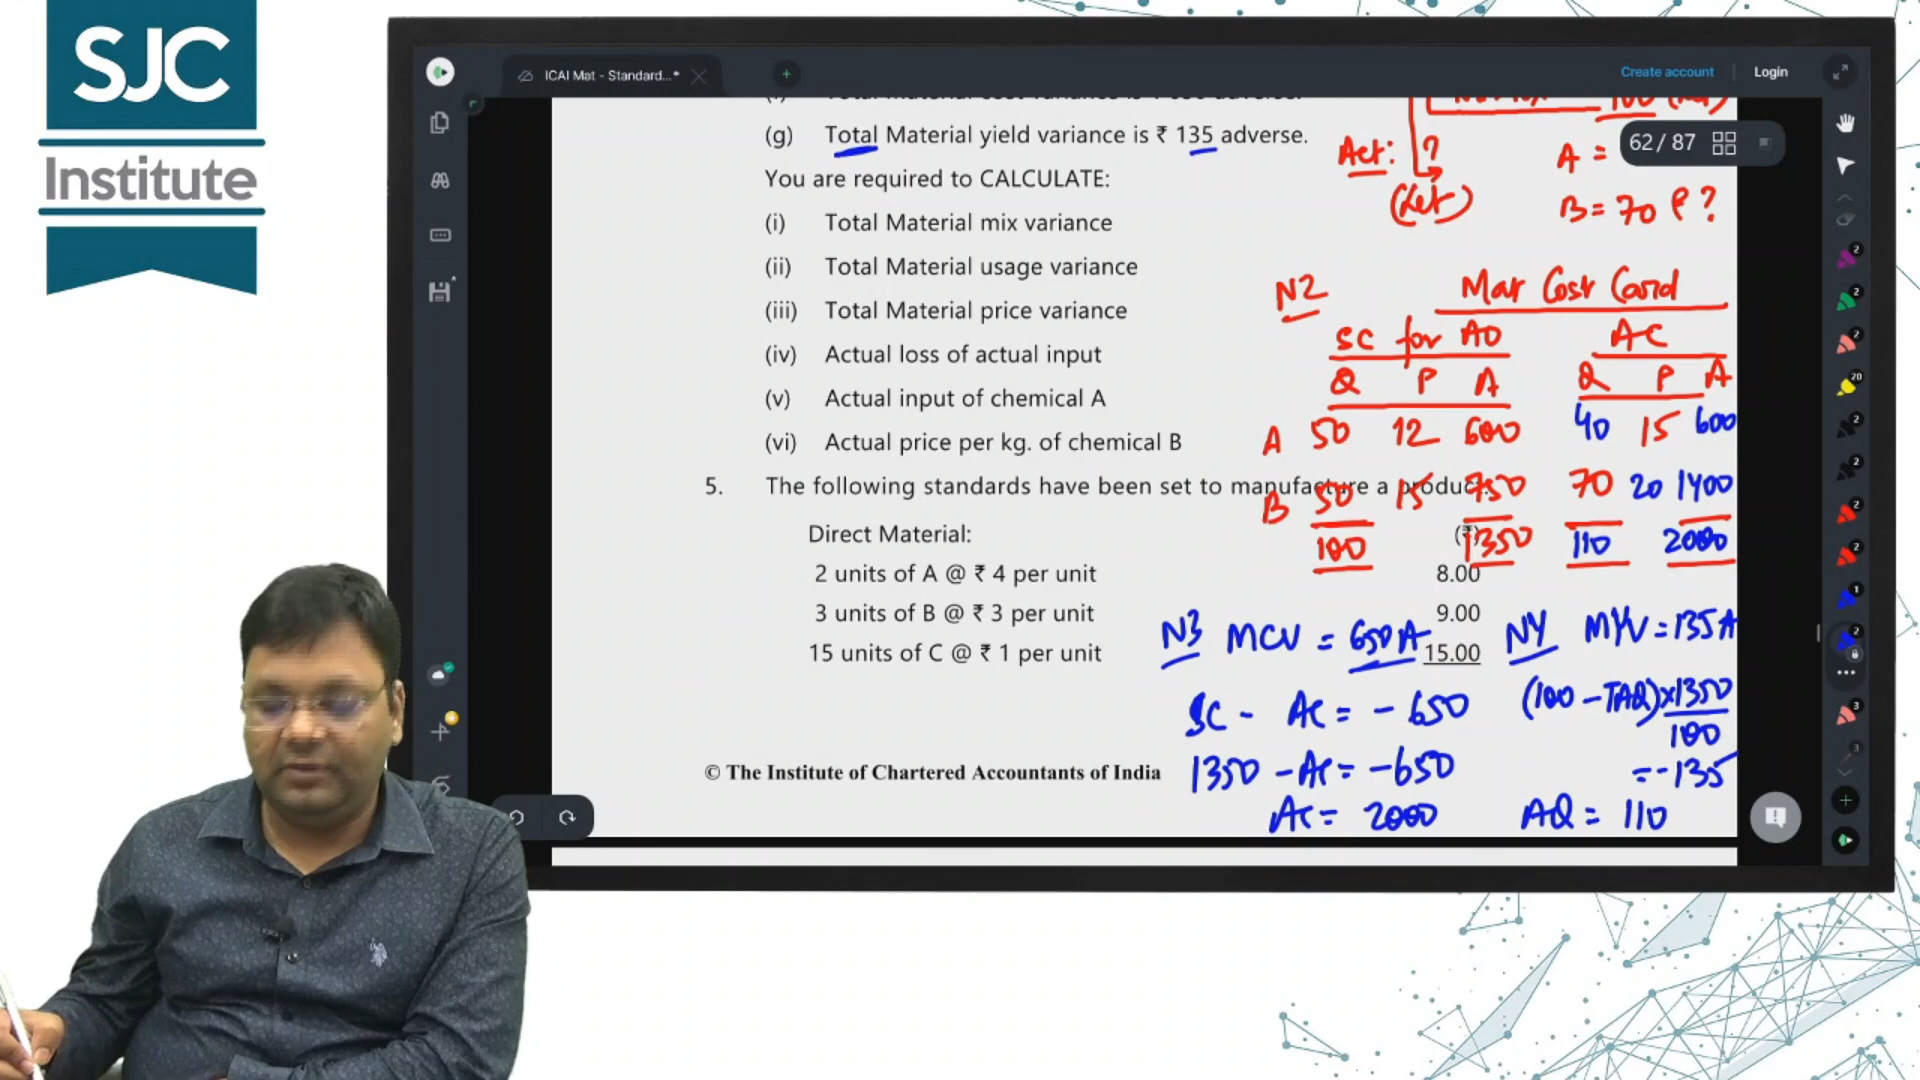 SJC
Institute
ICAI Mat - Standard...*
Create account
Login
62 / 87
(g) Total Material yield variance is ₹ 135 adverse.
You are required to CALCULATE:
(i) Total Material mix variance
(ii) Total Material usage variance
(iii) Total Material price variance
(iv) Actual loss of actual input
(v) Actual input of chemical A
(vi) Actual price per kg. of chemical B
5. The following standards have been set to manufacture a product:
Direct Material: (₹)
2 units of A @ ₹ 4 per unit 8.00
3 units of B @ ₹ 3 per unit 9.00
15 units of C @ ₹ 1 per unit 15.00
© The Institute of Chartered Accountants of India
Act: ?
(Let)
A =
B = 70 P?
N2 Mat Cost Card
SC for AO AC
Q P A Q P A
A 50 12 600 40 15 600
B 50 15 750 70 20 1400
100 1350 110 2000
N3 MCV = 650A
SC - AC = - 650
1350 - AC = - 650
AC = 2000
N4 MYV = 135A
(100 - TAQ) × 1350
100
= - 135
AQ = 110